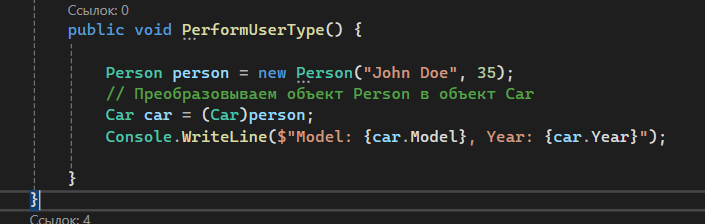 Ссылок: 0
public void PerformUserType() {
Person person = new Person("John Doe", 35);
// Преобразовываем объект Person в объект Car
Car car = (Car)person;
Console.WriteLine($"Model: {car.Model}, Year: {car.Year}");
}
}
Ссылок: 4